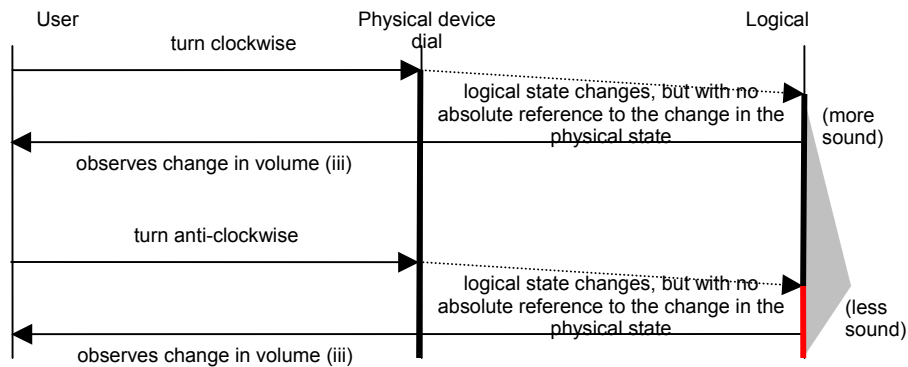 User
Physical device
dial
Logical
turn clockwise
logical state changes, but with no
absolute reference to the change in the
physical state
(more
sound)
observes change in volume (iii)
turn anti-clockwise
logical state changes, but with no
absolute reference to the change in the
physical state
(less
sound)
observes change in volume (iii)